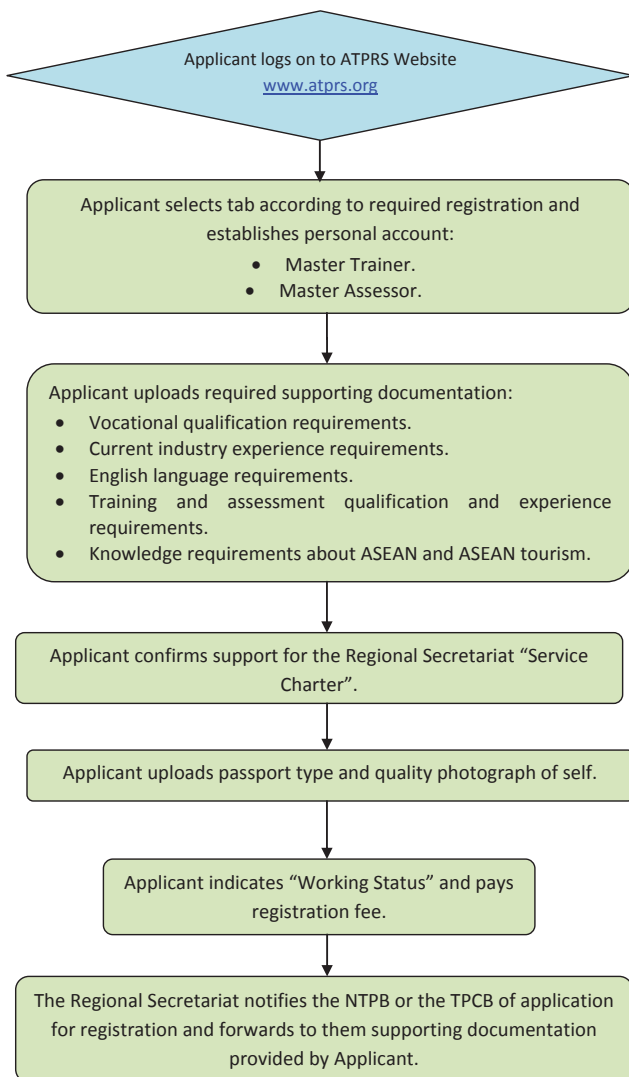 Applicant logs on to ATPRS Website
www.atprs.org
Applicant selects tab according to required registration and
establishes personal account:
• Master Trainer.
• Master Assessor.
Applicant uploads required supporting documentation:
• Vocational qualification requirements.
• Current industry experience requirements.
• English language requirements.
• Training and assessment qualification and experience
requirements.
• Knowledge requirements about ASEAN and ASEAN tourism.
Applicant confirms support for the Regional Secretariat “Service
Charter”.
Applicant uploads passport type and quality photograph of self.
Applicant indicates “Working Status” and pays
registration fee.
The Regional Secretariat notifies the NTPB or the TPCB of application
for registration and forwards to them supporting documentation
provided by Applicant.